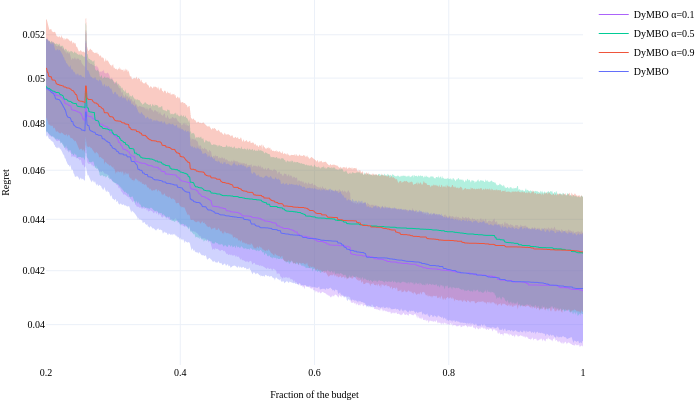 DyMBO α=0.1
DyMBO α=0.5
DyMBO α=0.9
DyMBO
0.052
0.05
0.048
0.046
0.044
0.042
0.04
Regret
0.2
0.4
0.6
0.8
1
Fraction of the budget